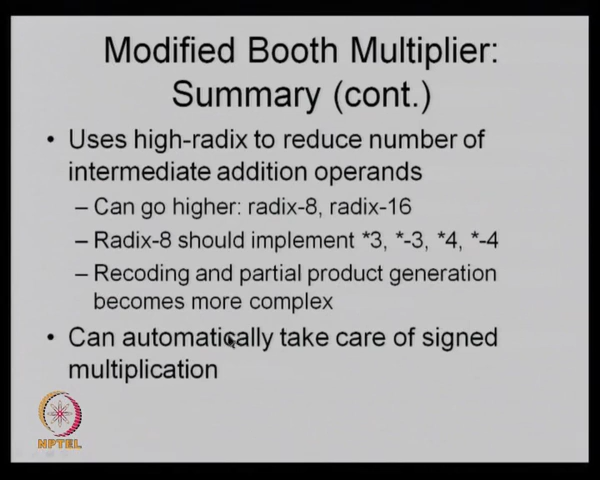 Modified Booth Multiplier:
Summary (cont.)
• Uses high-radix to reduce number of
intermediate addition operands
– Can go higher: radix-8, radix-16
– Radix-8 should implement *3, *-3, *4, *-4
– Recoding and partial product generation
becomes more complex
• Can automatically take care of signed
multiplication
NPTEL